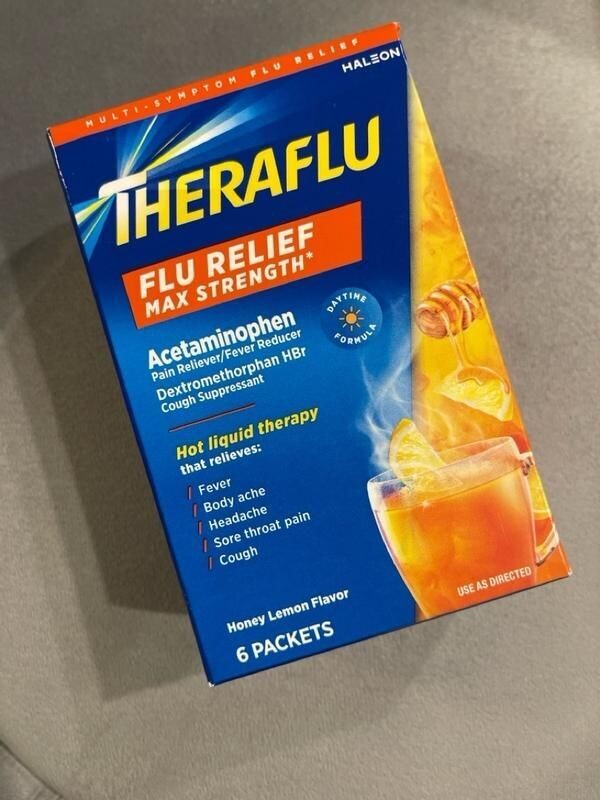 MULTI-SYMPTOM FLU RELIEF
HALEON
THERAFLU
FLU RELIEF
MAX STRENGTH*
DAYTIME
FORMULA
Acetaminophen
Pain Reliever/Fever Reducer
Dextromethorphan HBr
Cough Suppressant
Hot liquid therapy
that relieves:
Fever
Body ache
Headache
Sore throat pain
Cough
Honey Lemon Flavor
6 PACKETS
USE AS DIRECTED